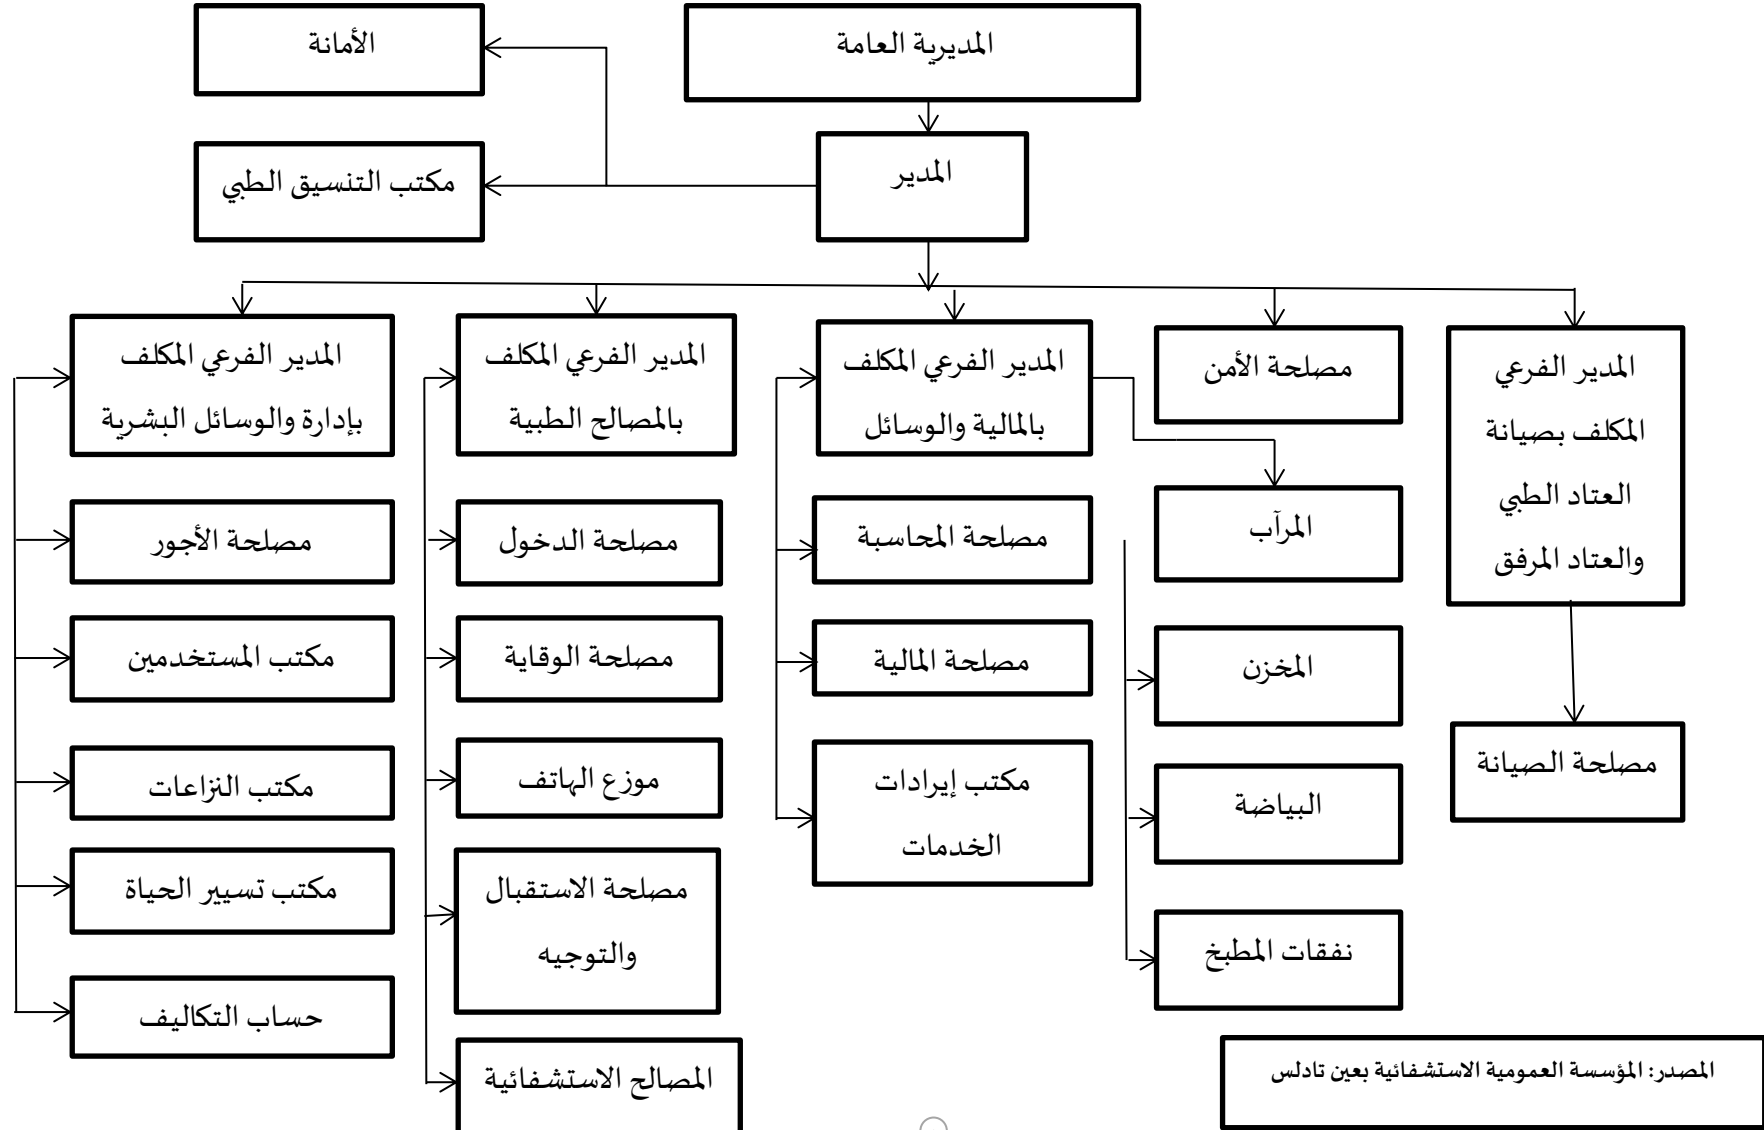 المديرية العامة
الأمانة
المدير
مكتب التنسيق الطبي
المدير الفرعي
المكلف بصيانة
العتاد الطبي
والعتاد المرفق
مصلحة الصيانة
مصلحة الأمن
المرآب
المخزن
البياضة
نفقات المطبخ
المدير الفرعي المكلف
بالمالية والوسائل
مصلحة المحاسبة
مصلحة المالية
مكتب إيرادات
الخدمات
المدير الفرعي المكلف
بالمصالح الطبية
مصلحة الدخول
مصلحة الوقاية
موزع الهاتف
مصلحة الاستقبال
والتوجيه
المصالح الاستشفائية
المدير الفرعي المكلف
بإدارة والوسائل البشرية
مصلحة الأجور
مكتب المستخدمين
مكتب النزاعات
مكتب تسيير الحياة
حساب التكاليف
المصدر: المؤسسة العمومية الاستشفائية بعين تادلس